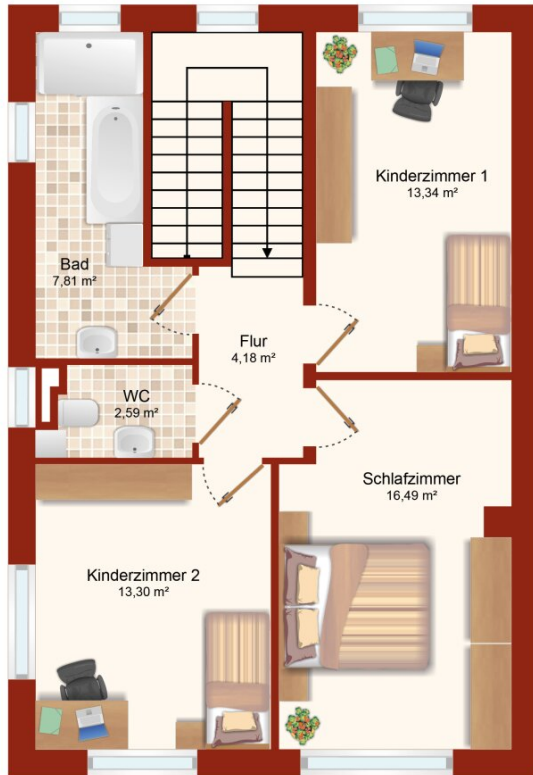 Kinderzimmer 1
13,34 m²
Bad
7,81 m²
Flur
4,18 m²
WC
2,59 m²
Schlafzimmer
16,49 m²
Kinderzimmer 2
13,30 m²